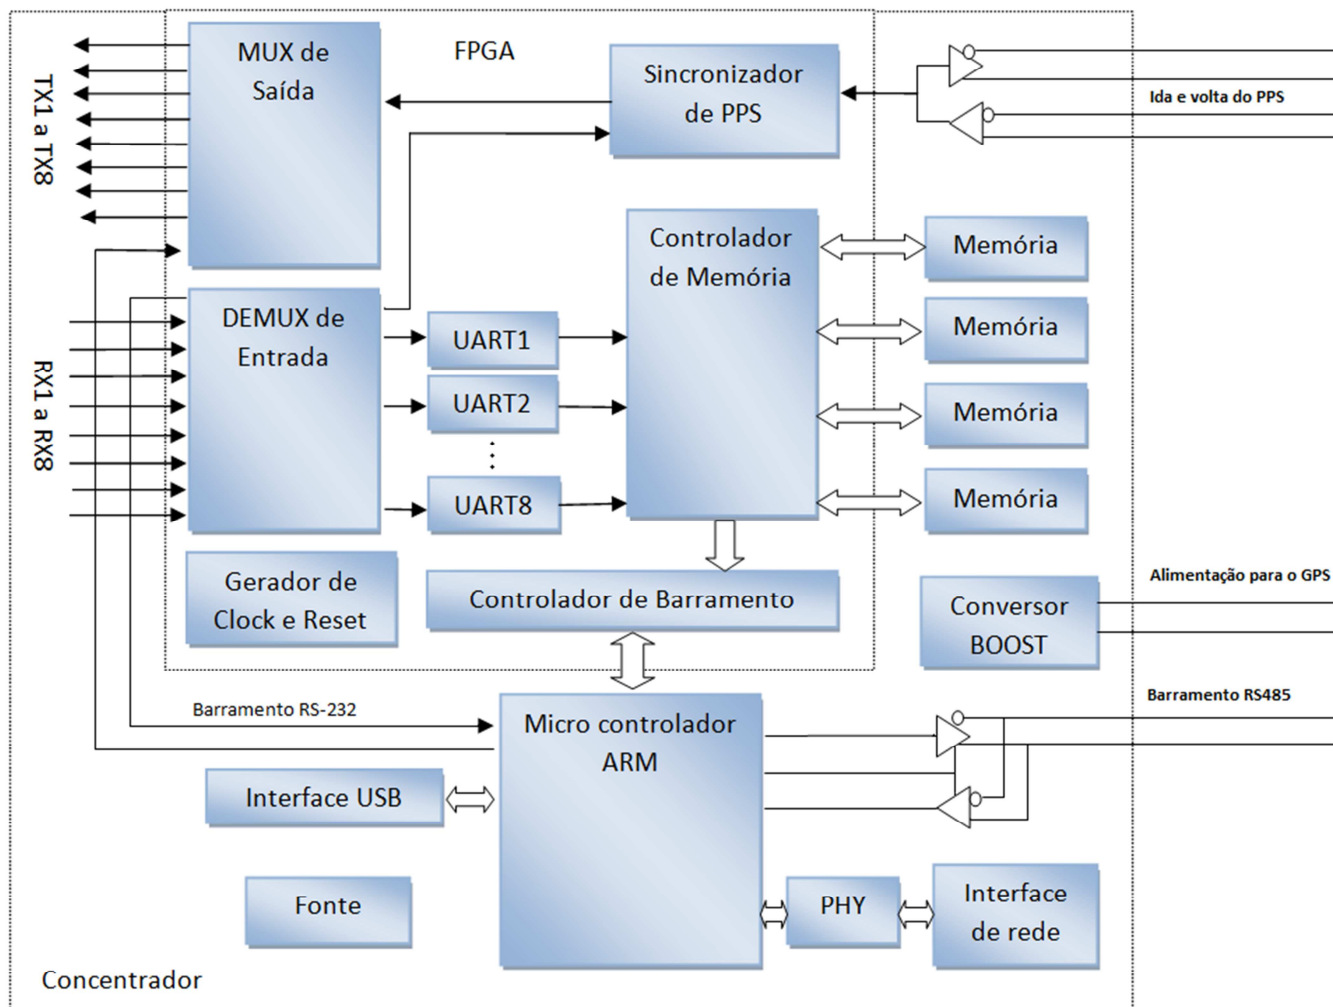 MUX de
Saída
FPGA
Sincronizador
de PPS
Ida e volta do PPS
TX1 a TX8
Controlador
de Memória
Memória
Memória
Memória
Memória
DEMUX de
Entrada
RX1 a RX8
UART1
UART2
UART8
Gerador de
Clock e Reset
Controlador de Barramento
Conversor
BOOST
Alimentação para o GPS
Barramento RS485
Barramento RS-232
Micro controlador
ARM
Interface USB
Fonte
PHY
Interface
de rede
Concentrador